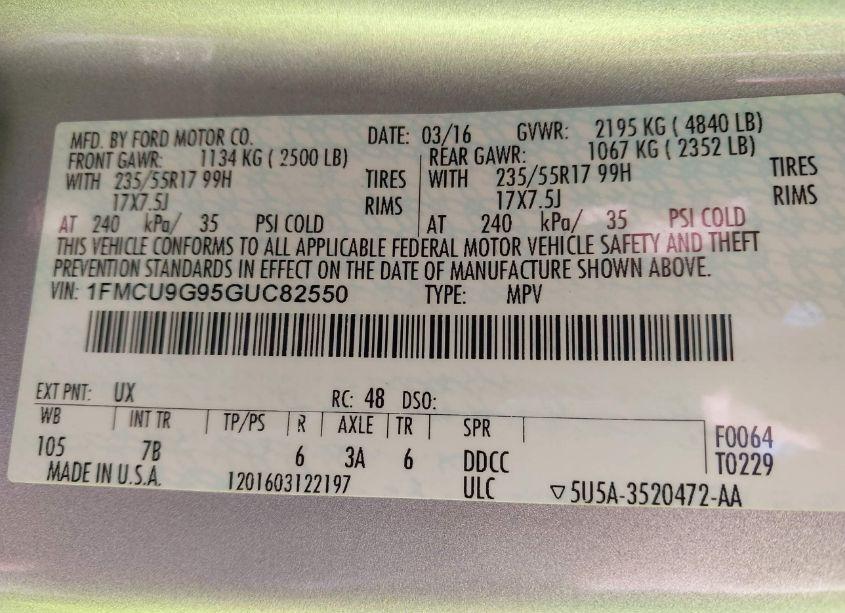 MFD. BY FORD MOTOR CO. DATE: 03/16 GVWR: 2195 KG ( 4840 LB)
FRONT GAWR: 1134 KG ( 2500 LB) REAR GAWR: 1067 KG ( 2352 LB)
WITH 235/55R17 99H TIRES WITH 235/55R17 99H TIRES
17X7.5J RIMS 17X7.5J RIMS
AT 240 kPa/ 35 PSI COLD AT 240 kPa/ 35 PSI COLD
THIS VEHICLE CONFORMS TO ALL APPLICABLE FEDERAL MOTOR VEHICLE SAFETY AND THEFT
PREVENTION STANDARDS IN EFFECT ON THE DATE OF MANUFACTURE SHOWN ABOVE.
VIN: 1FMCU9G95GUC82550 TYPE: MPV
EXT PNT: UX RC: 48 DSO:
WB INT TR TP/PS R AXLE TR SPR F0064
105 7B 6 3A 6 DDCC T0229
MADE IN U.S.A. 1201603122197 ULC ▽5U5A-3520472-AA